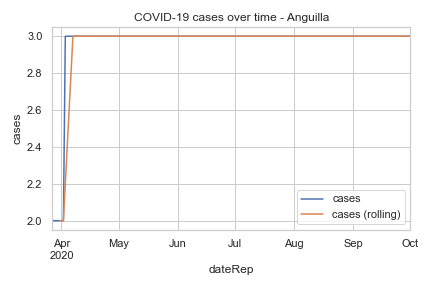 COVID-19 cases over time - Anguilla
3.0
2.8
2.6
2.4
2.2
2.0
cases
cases
cases (rolling)
Apr May Jun Jul Aug Sep Oct
2020
dateRep